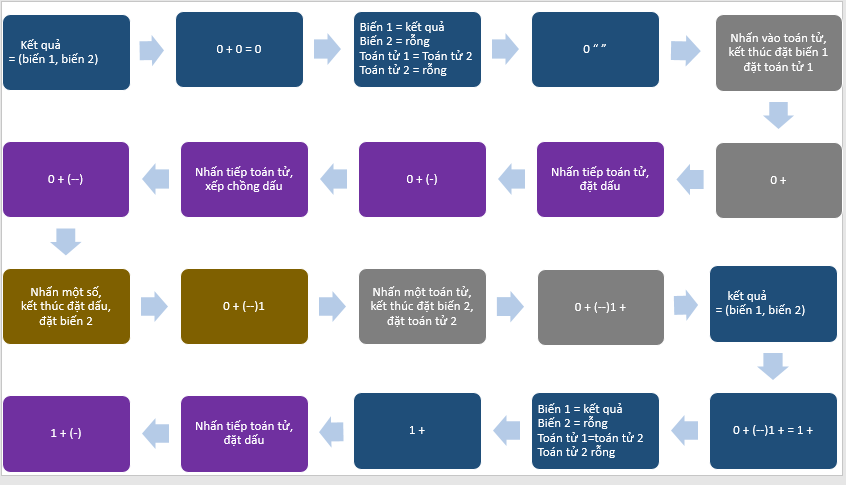 Kết quả
= (biến 1, biến 2)
0 + 0 = 0
Biến 1 = kết quả
Biến 2 = rỗng
Toán tử 1 = Toán tử 2
Toán tử 2 = rỗng
0 “ ”
Nhấn vào toán tử,
kết thúc đặt biến 1
đặt toán tử 1
0 +
Nhấn tiếp toán tử,
đặt dấu
0 + (-)
Nhấn tiếp toán tử,
xếp chồng dấu
0 + (--)
Nhấn một số,
kết thúc đặt dấu,
đặt biến 2
0 + (--)1
Nhấn một toán tử,
kết thúc đặt biến 2,
đặt toán tử 2
0 + (--)1 +
kết quả
= (biến 1, biến 2)
0 + (--)1 + = 1 +
Biến 1 = kết quả
Biến 2 = rỗng
Toán tử 1=toán tử 2
Toán tử 2 rỗng
1 +
Nhấn tiếp toán tử,
đặt dấu
1 + (-)